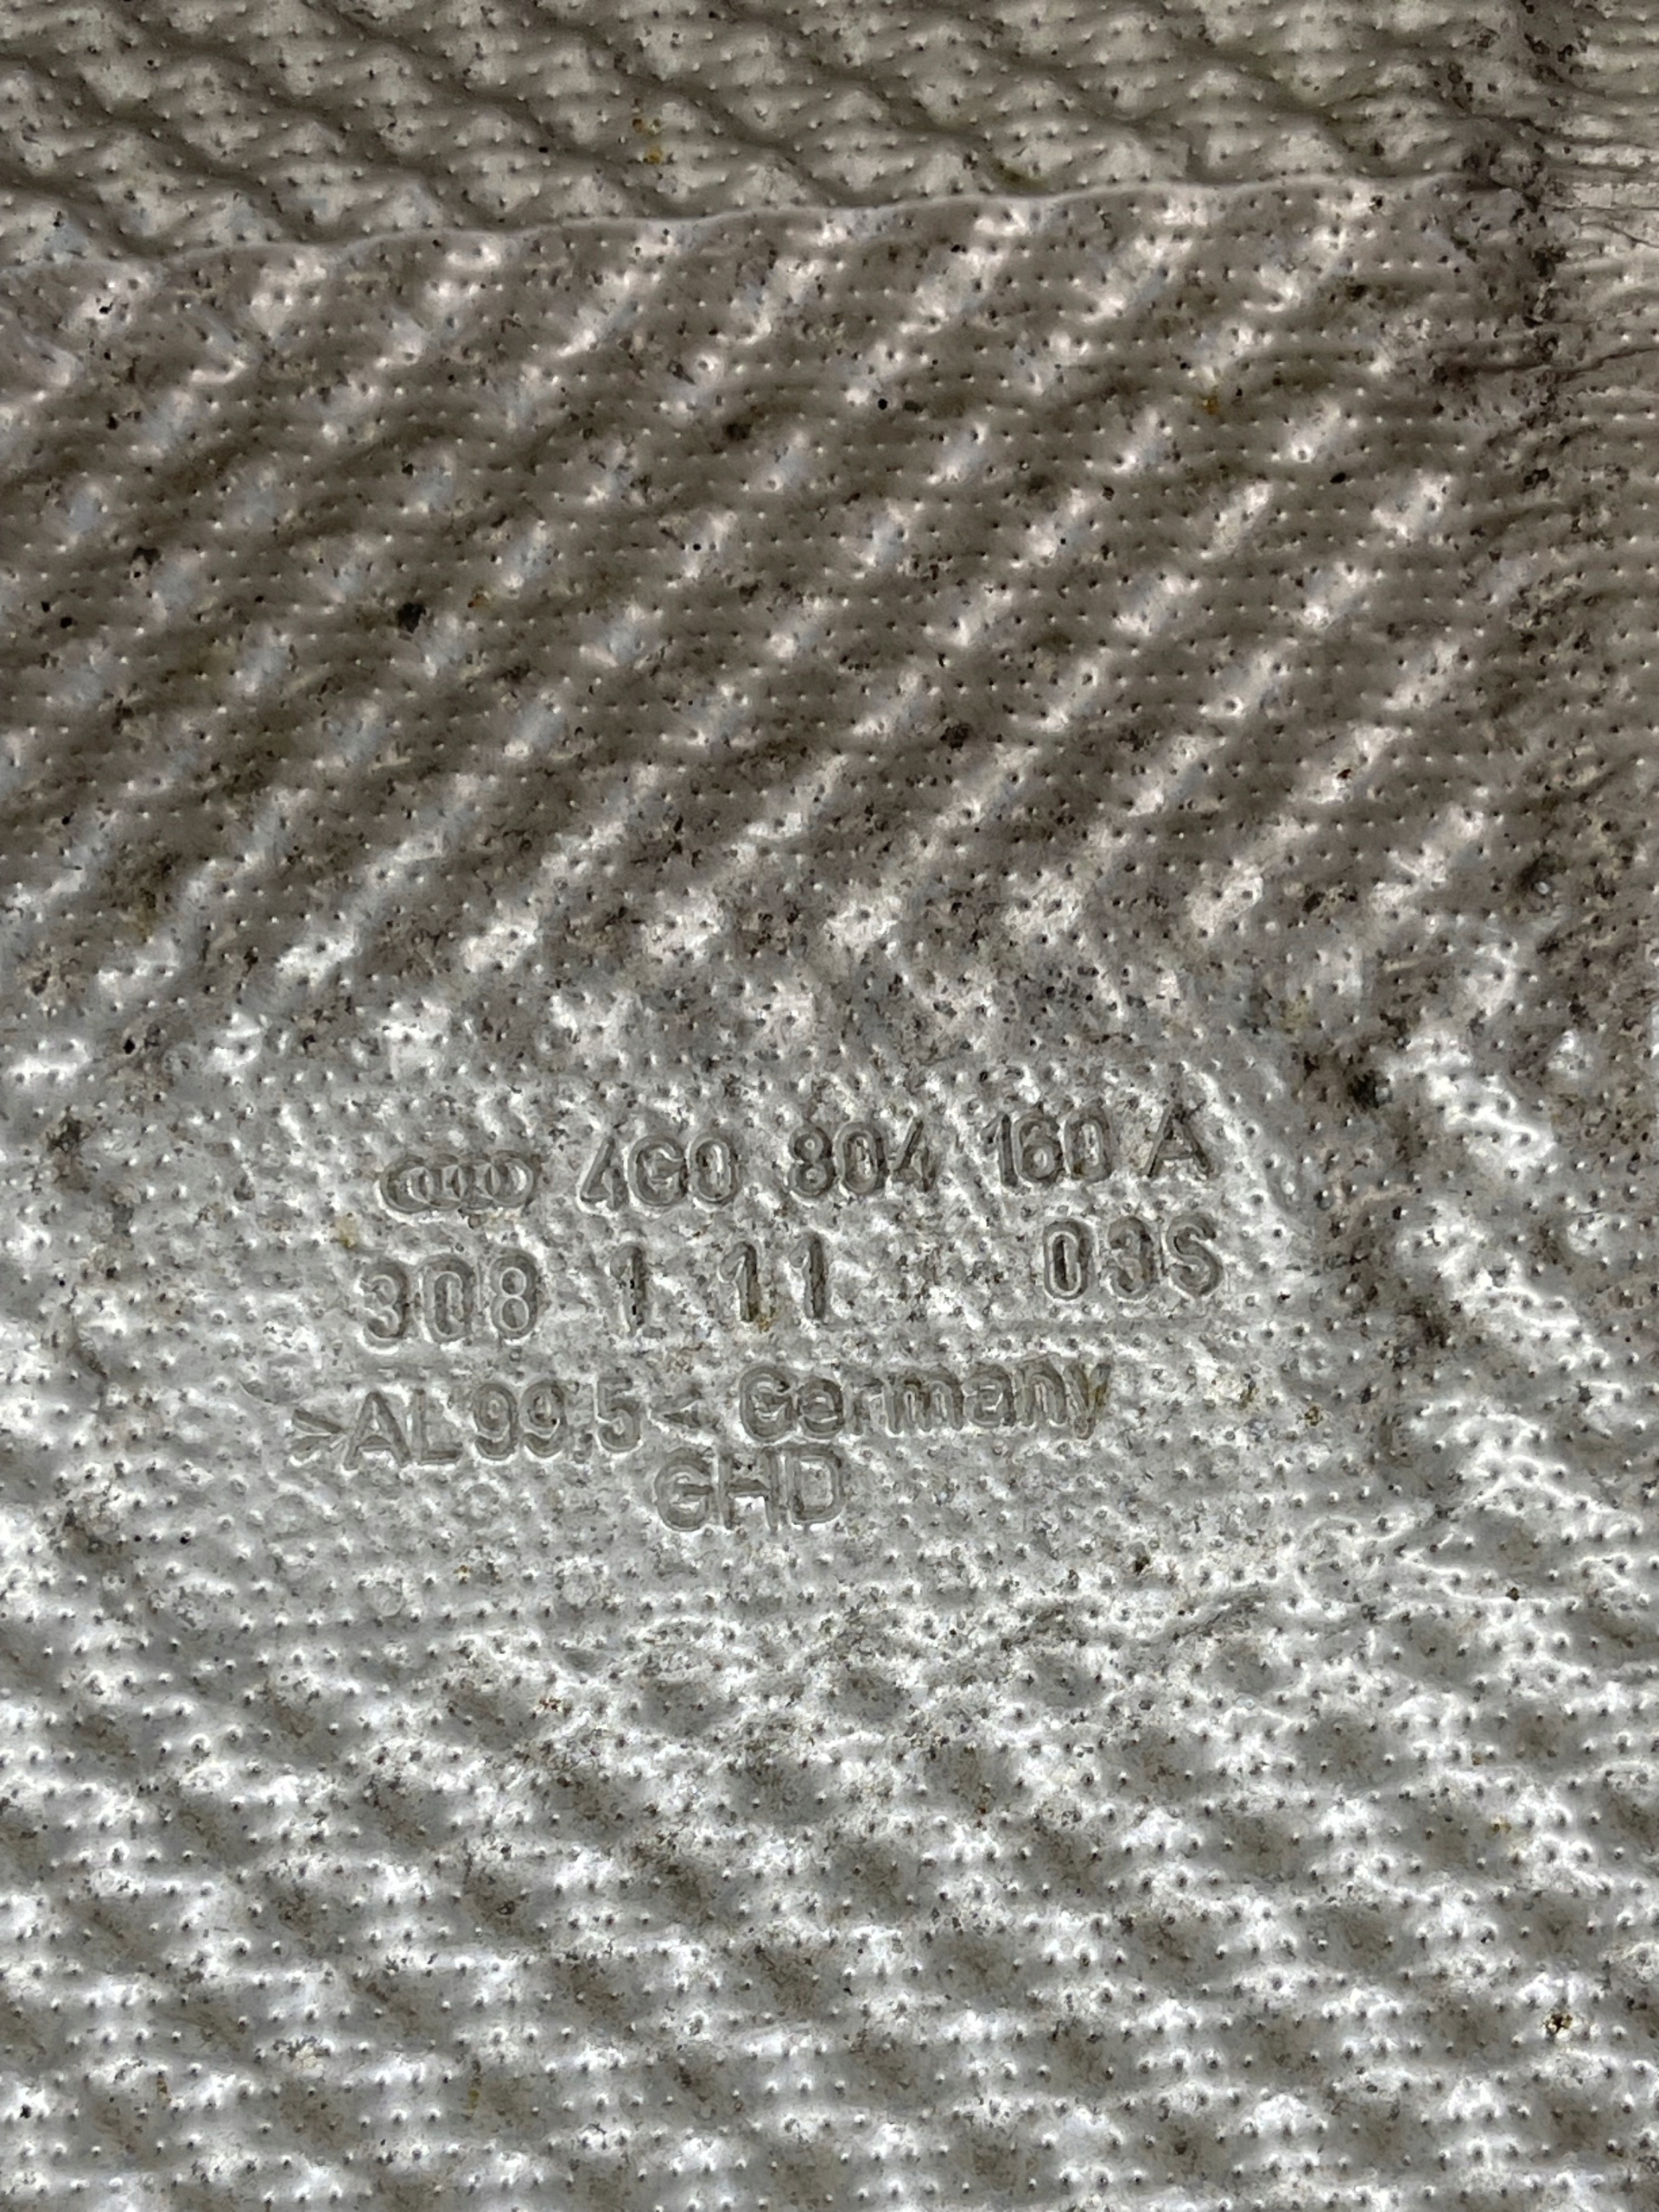 4G0 804 160 A
308 1 11 03S
>AL 99,5< Germany
GHD